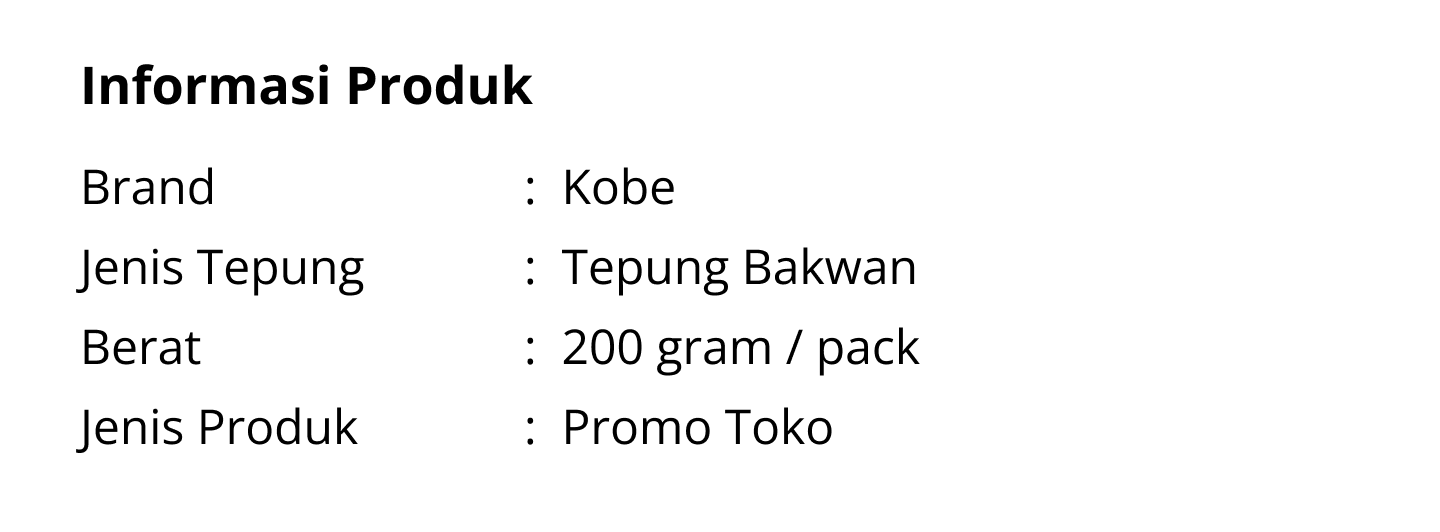 Informasi Produk
Brand : Kobe
Jenis Tepung : Tepung Bakwan
Berat : 200 gram / pack
Jenis Produk : Promo Toko